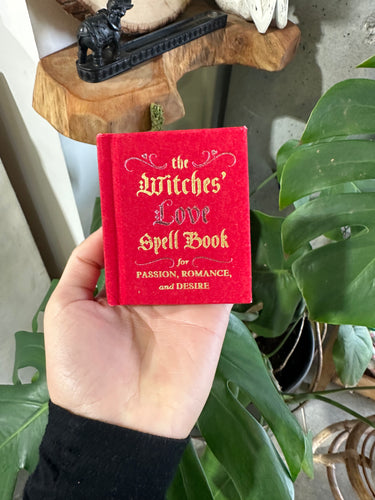 the
Witches'
Love
Spell Book
for
PASSION, ROMANCE,
and DESIRE